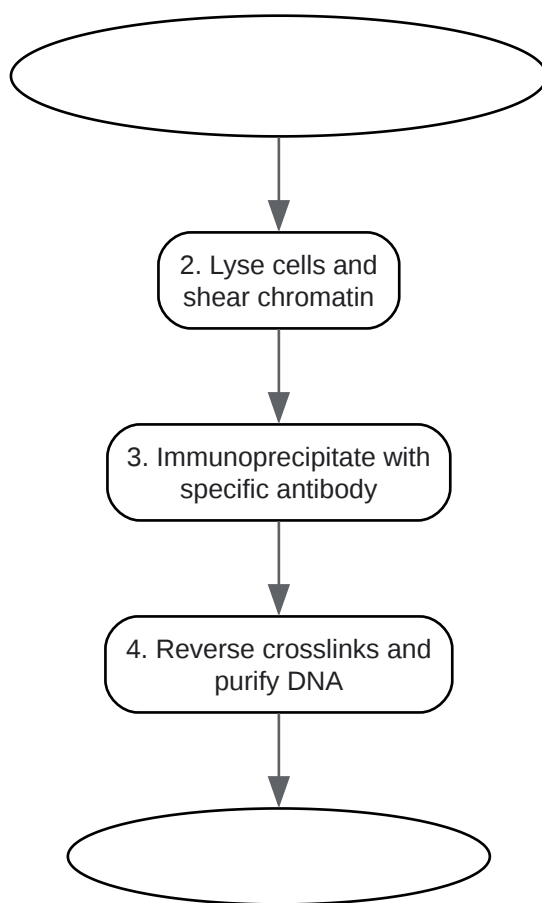 2. Lyse cells and
shear chromatin
3. Immunoprecipitate with
specific antibody
4. Reverse crosslinks and
purify DNA